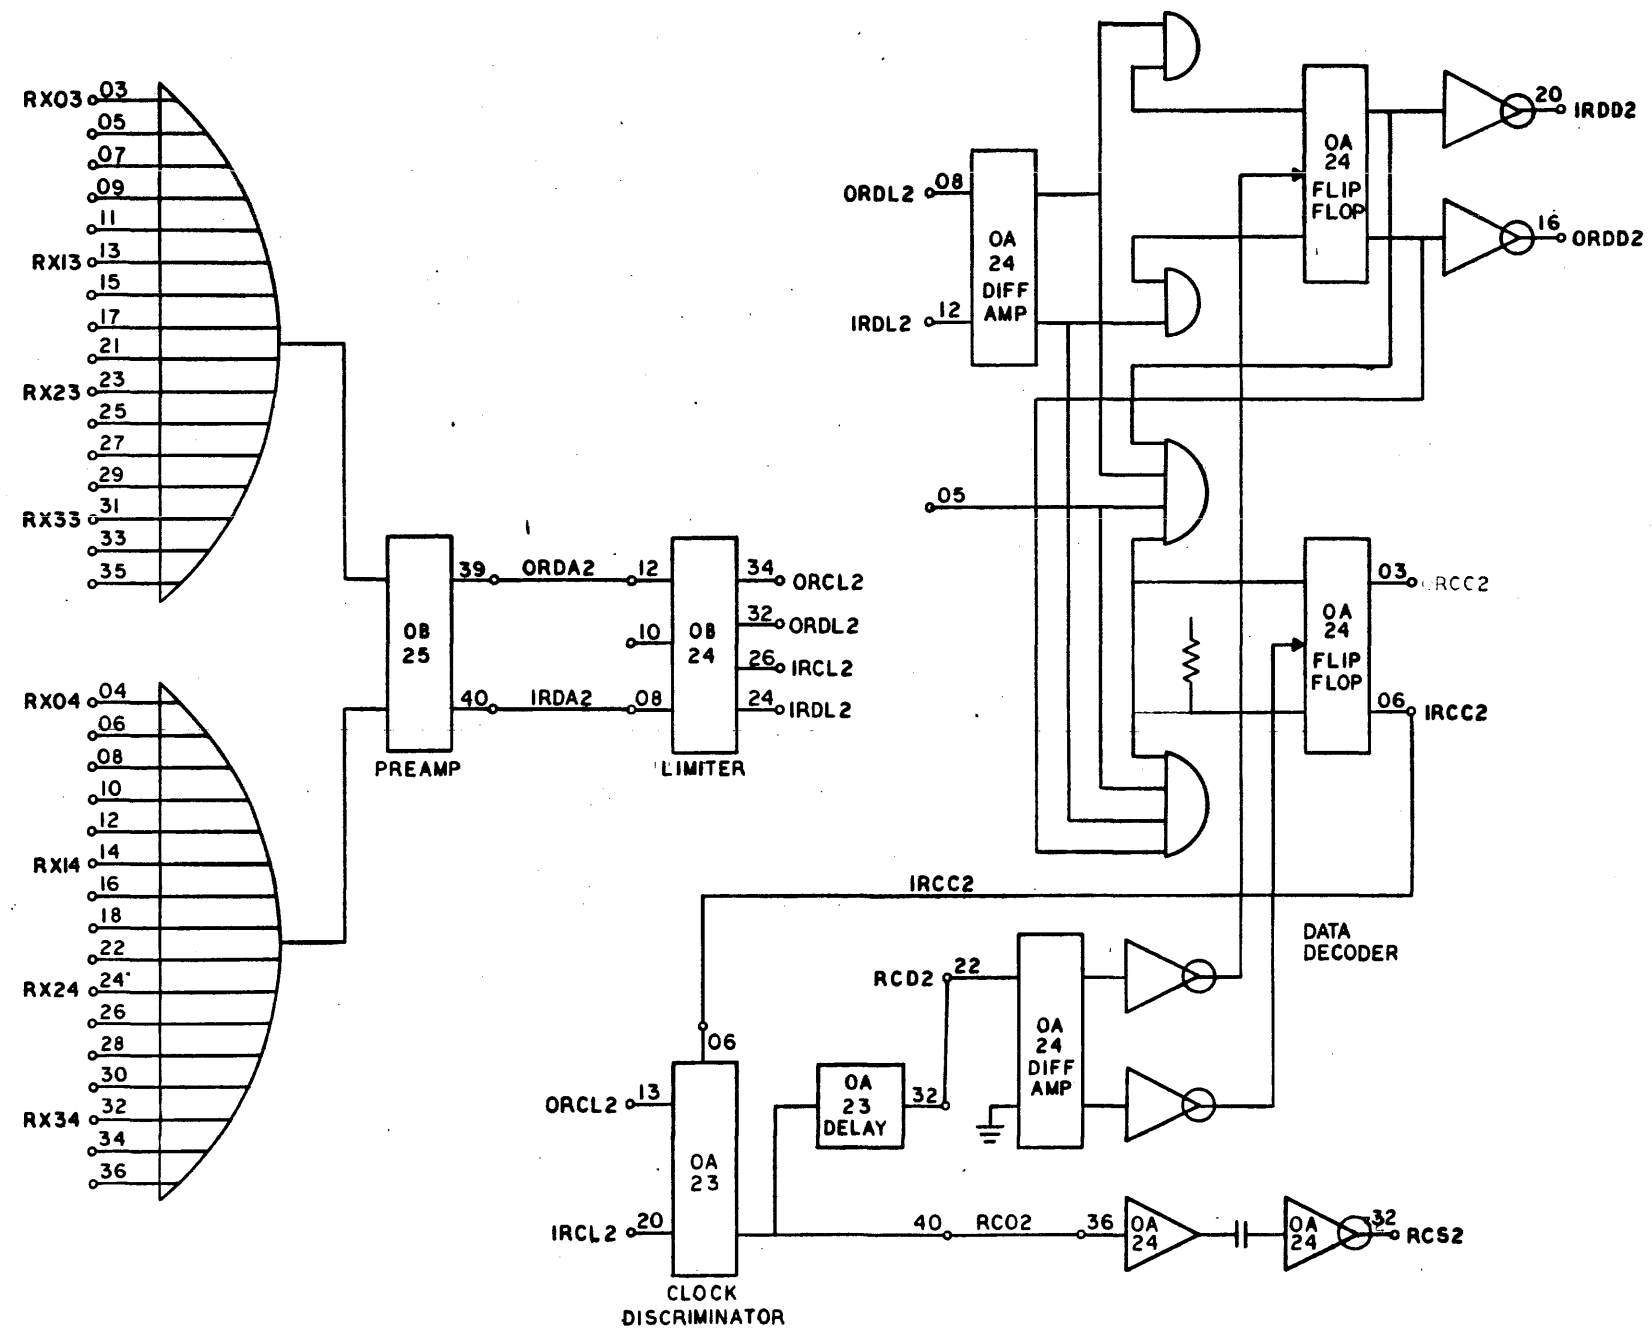 RX03 03
05
07
09
11
RX13 13
15
17
21
RX23 23
25
27
29
RX33 31
33
35
RX04 04
06
08
10
12
RX14 14
16
18
22
RX24 24
26
28
30
RX34 32
34
36
OB
25
PREAMP
39 ORDA2 12
10
40 IRDA2 08
OB
24
LIMITER
34 ORCL2
32 ORDL2
26 IRCL2
24 IRDL2
ORDL2 08
IRDL2 12
OA
24
DIFF
AMP
05
OA
24
FLIP
FLOP
20 IRDD2
16 ORDD2
OA
24
FLIP
FLOP
03 ORCC2
06 IRCC2
IRCC2
DATA
DECODER
06
ORCL2 13
IRCL2 20
OA
23
CLOCK
DISCRIMINATOR
OA
23
DELAY
32
RCD2 22
OA
24
DIFF
AMP
40 RCO2 36
OA
24
OA
24
32 RCS2